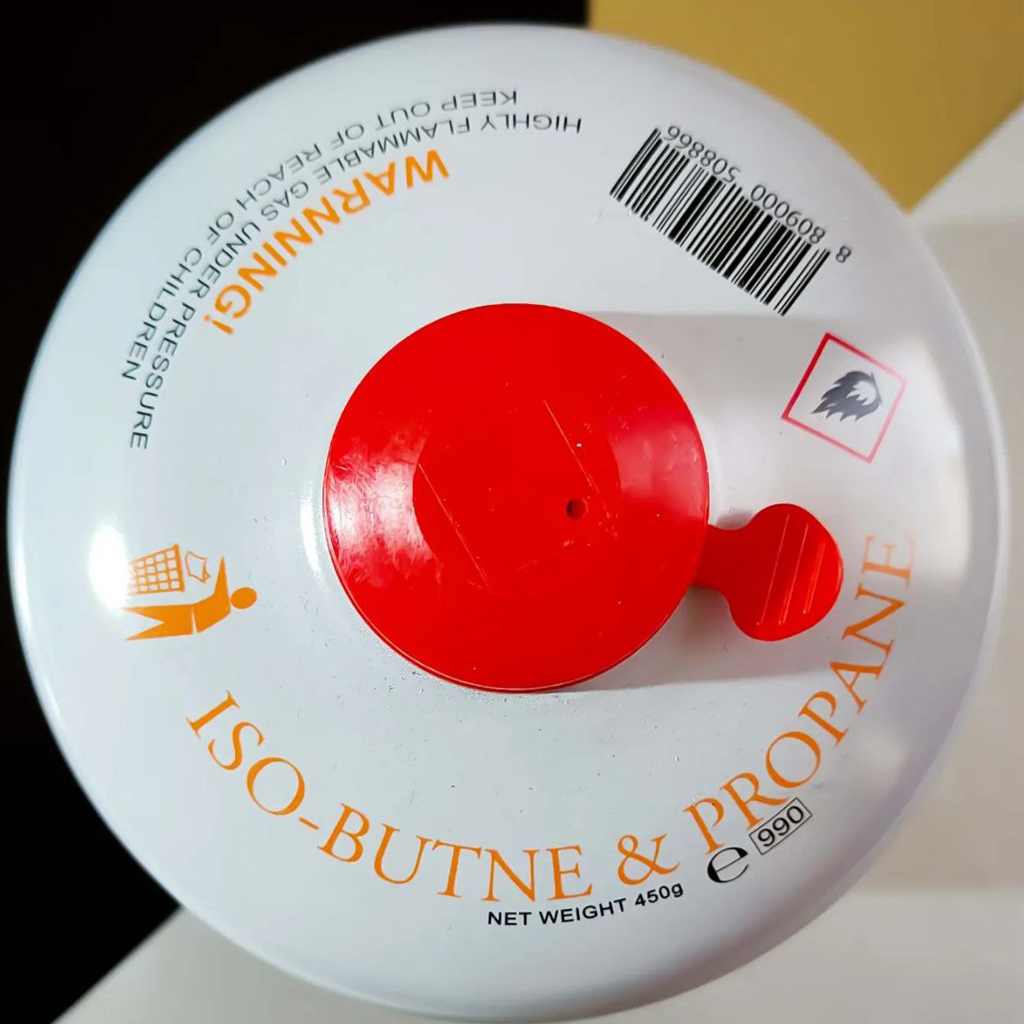 WARNNING!
HIGHLY FLAMMABLE GAS UNDER PRESSURE
KEEP OUT OF REACH OF CHILDREN
8 809000 508866
ISO-BUTNE & PROPANE
NET WEIGHT 450g
e 990